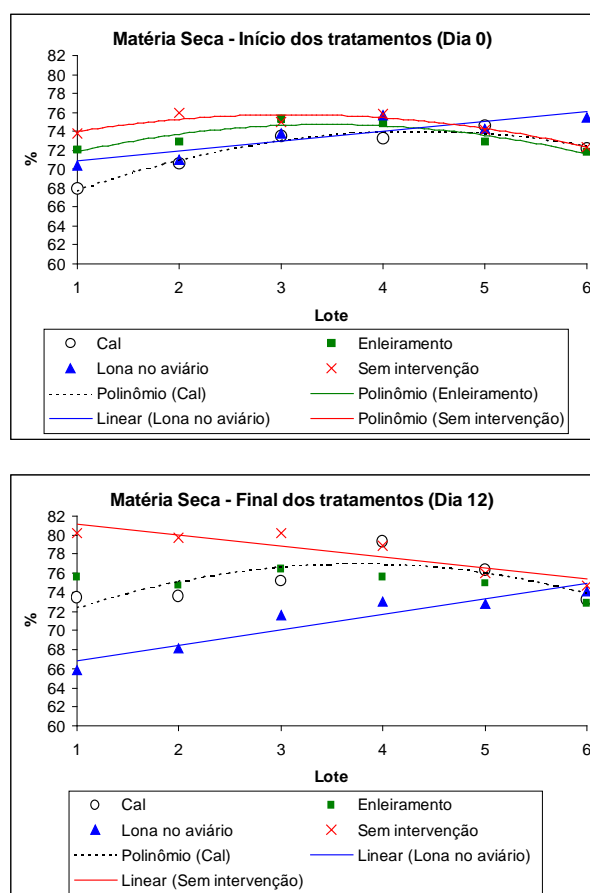 Matéria Seca - Início dos tratamentos (Dia 0)
82
80
78
76
74
72
70
68
66
64
62
60
%
1 2 3 4 5 6
Lote
Cal Enleiramento
Lona no aviário Sem intervenção
Polinômio (Cal) Polinômio (Enleiramento)
Linear (Lona no aviário) Polinômio (Sem intervenção)
Matéria Seca - Final dos tratamentos (Dia 12)
82
80
78
76
74
72
70
68
66
64
62
60
%
1 2 3 4 5 6
Lote
Cal Enleiramento
Lona no aviário Sem intervenção
Polinômio (Cal) Linear (Lona no aviário)
Linear (Sem intervenção)